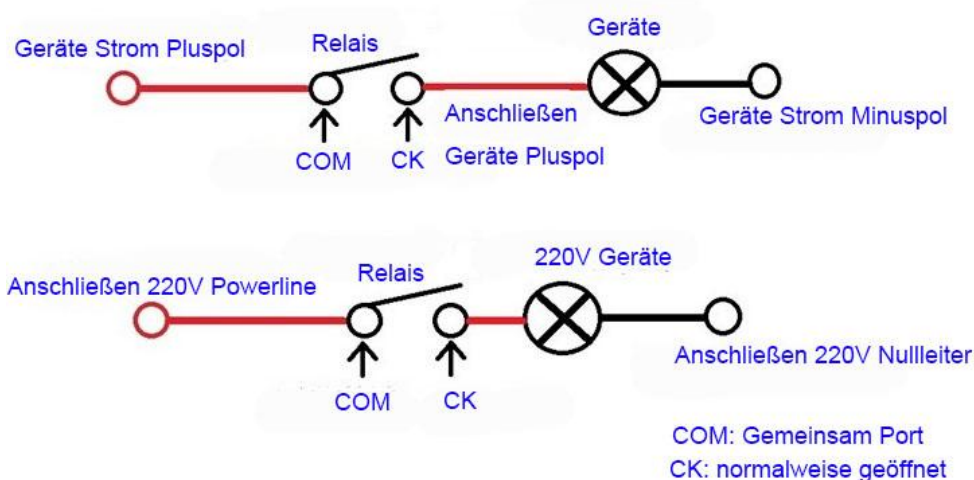 Geräte Strom Pluspol
Relais
Geräte
COM
CK
Anschließen
Geräte Pluspol
Geräte Strom Minuspol
Anschließen 220V Powerline
Relais
220V Geräte
COM
CK
Anschließen 220V Nullleiter
COM: Gemeinsam Port
CK: normalweise geöffnet